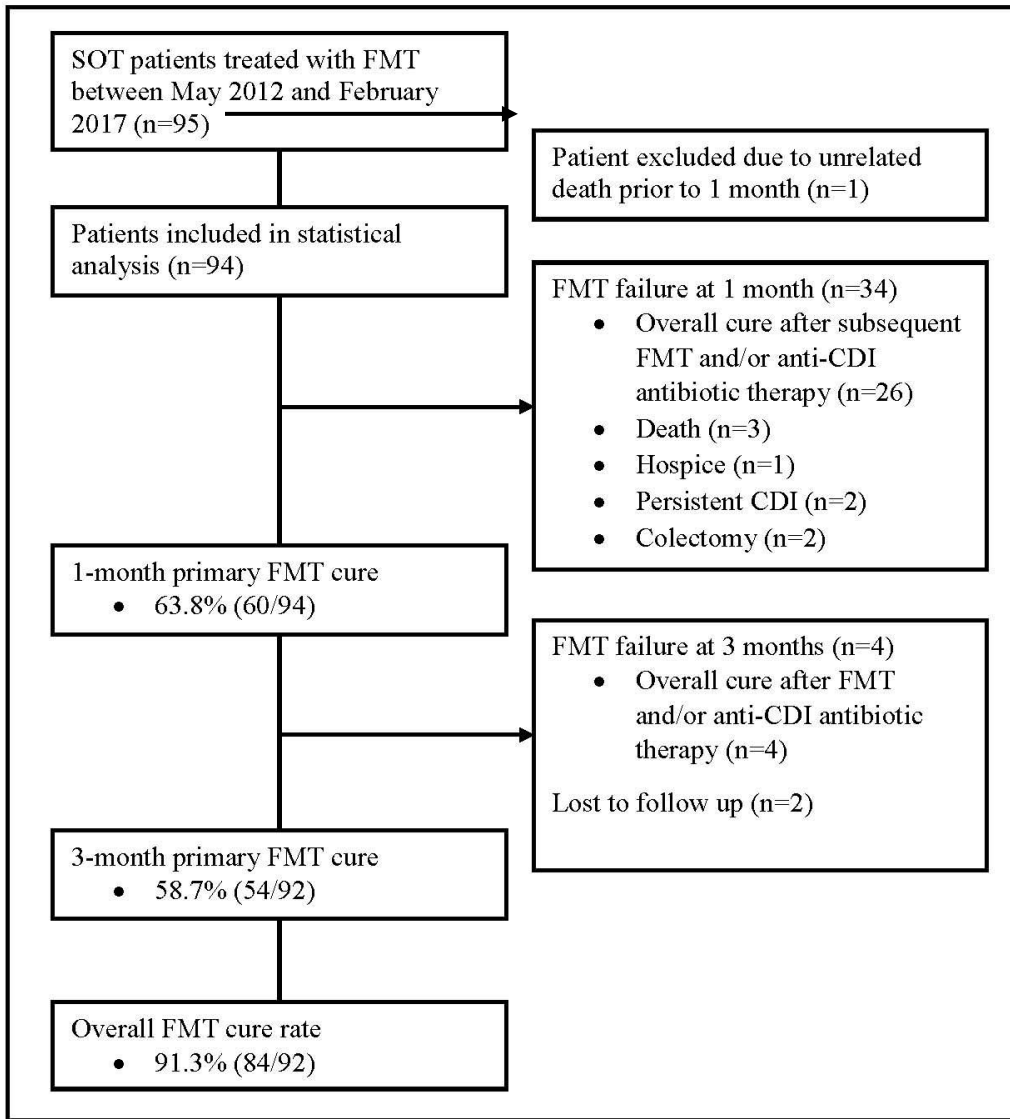 SOT patients treated with FMT
between May 2012 and February
2017 (n=95)
Patient excluded due to unrelated
death prior to 1 month (n=1)
Patients included in statistical
analysis (n=94)
FMT failure at 1 month (n=34)
• Overall cure after subsequent
FMT and/or anti-CDI
antibiotic therapy (n=26)
• Death (n=3)
• Hospice (n=1)
• Persistent CDI (n=2)
• Colectomy (n=2)
1-month primary FMT cure
• 63.8% (60/94)
FMT failure at 3 months (n=4)
• Overall cure after FMT
and/or anti-CDI antibiotic
therapy (n=4)
Lost to follow up (n=2)
3-month primary FMT cure
• 58.7% (54/92)
Overall FMT cure rate
• 91.3% (84/92)